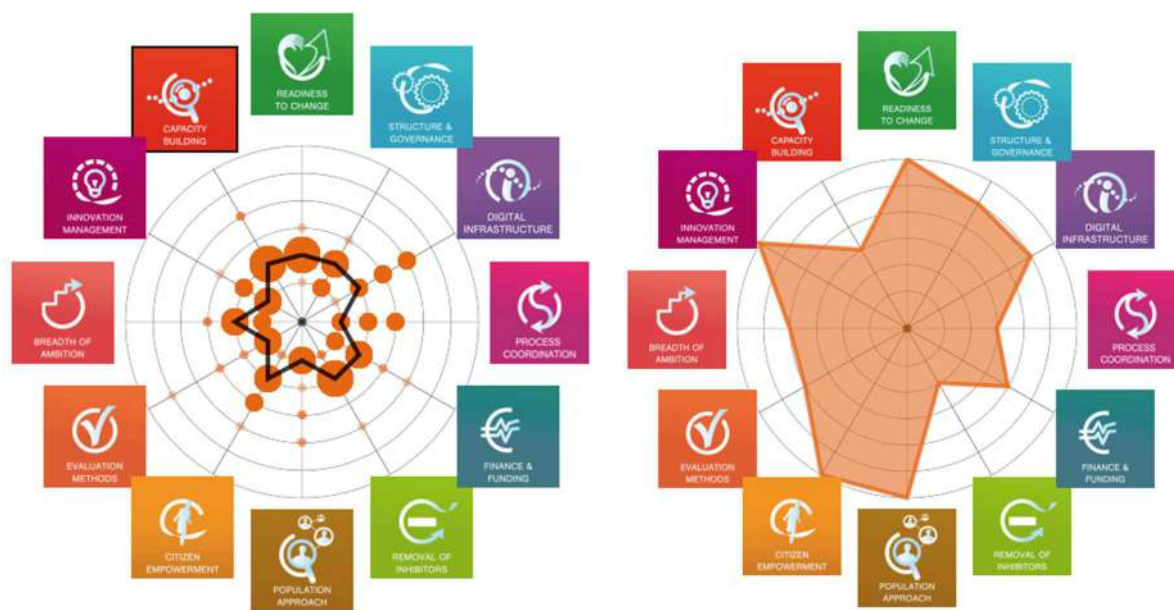 READINESS
TO CHANGE
STRUCTURE &
GOVERNANCE
DIGITAL
INFRASTRUCTURE
PROCESS
COORDINATION
FINANCE &
FUNDING
REMOVAL OF
INHIBITORS
POPULATION
APPROACH
CITIZEN
EMPOWERMENT
EVALUATION
METHODS
BREADTH OF
AMBITION
INNOVATION
MANAGEMENT
CAPACITY
BUILDING
READINESS
TO CHANGE
STRUCTURE &
GOVERNANCE
DIGITAL
INFRASTRUCTURE
PROCESS
COORDINATION
FINANCE &
FUNDING
REMOVAL OF
INHIBITORS
POPULATION
APPROACH
CITIZEN
EMPOWERMENT
EVALUATION
METHODS
BREADTH OF
AMBITION
INNOVATION
MANAGEMENT
CAPACITY
BUILDING